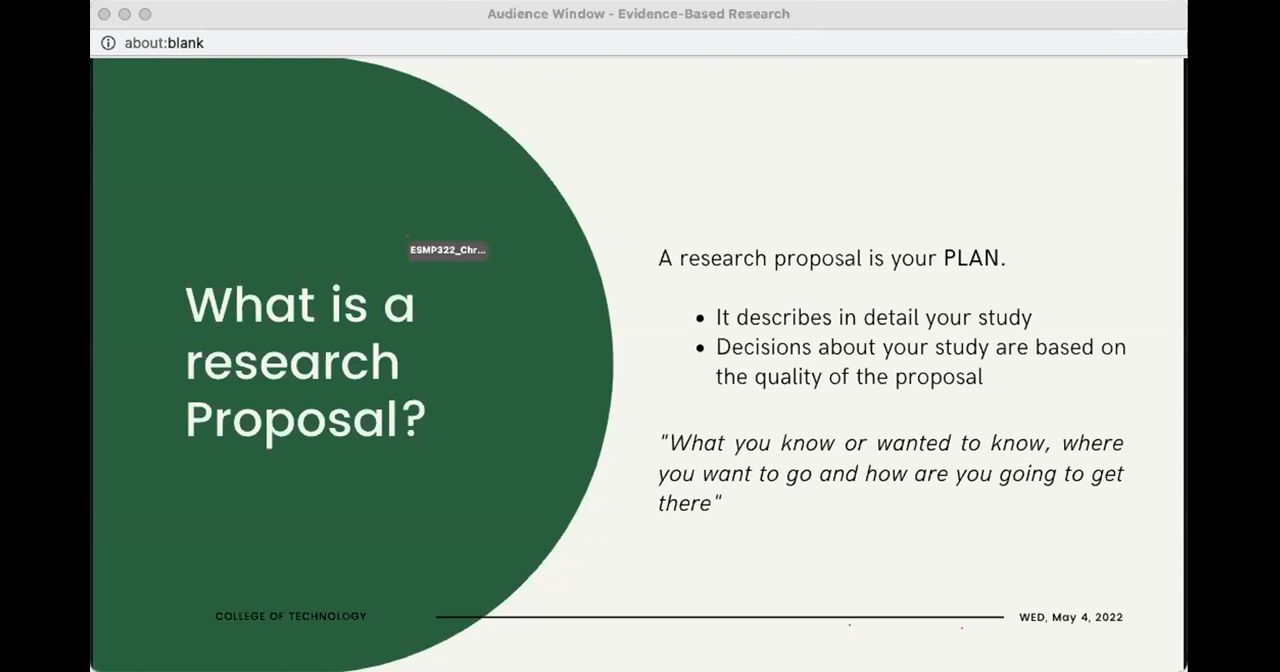 Audience Window - Evidence-Based Research
about:blank
ESMP322_Chr...
What is a
research
Proposal?
A research proposal is your PLAN.
• It describes in detail your study
• Decisions about your study are based on
the quality of the proposal
"What you know or wanted to know, where
you want to go and how are you going to get
there"
COLLEGE OF TECHNOLOGY
WED, May 4, 2022